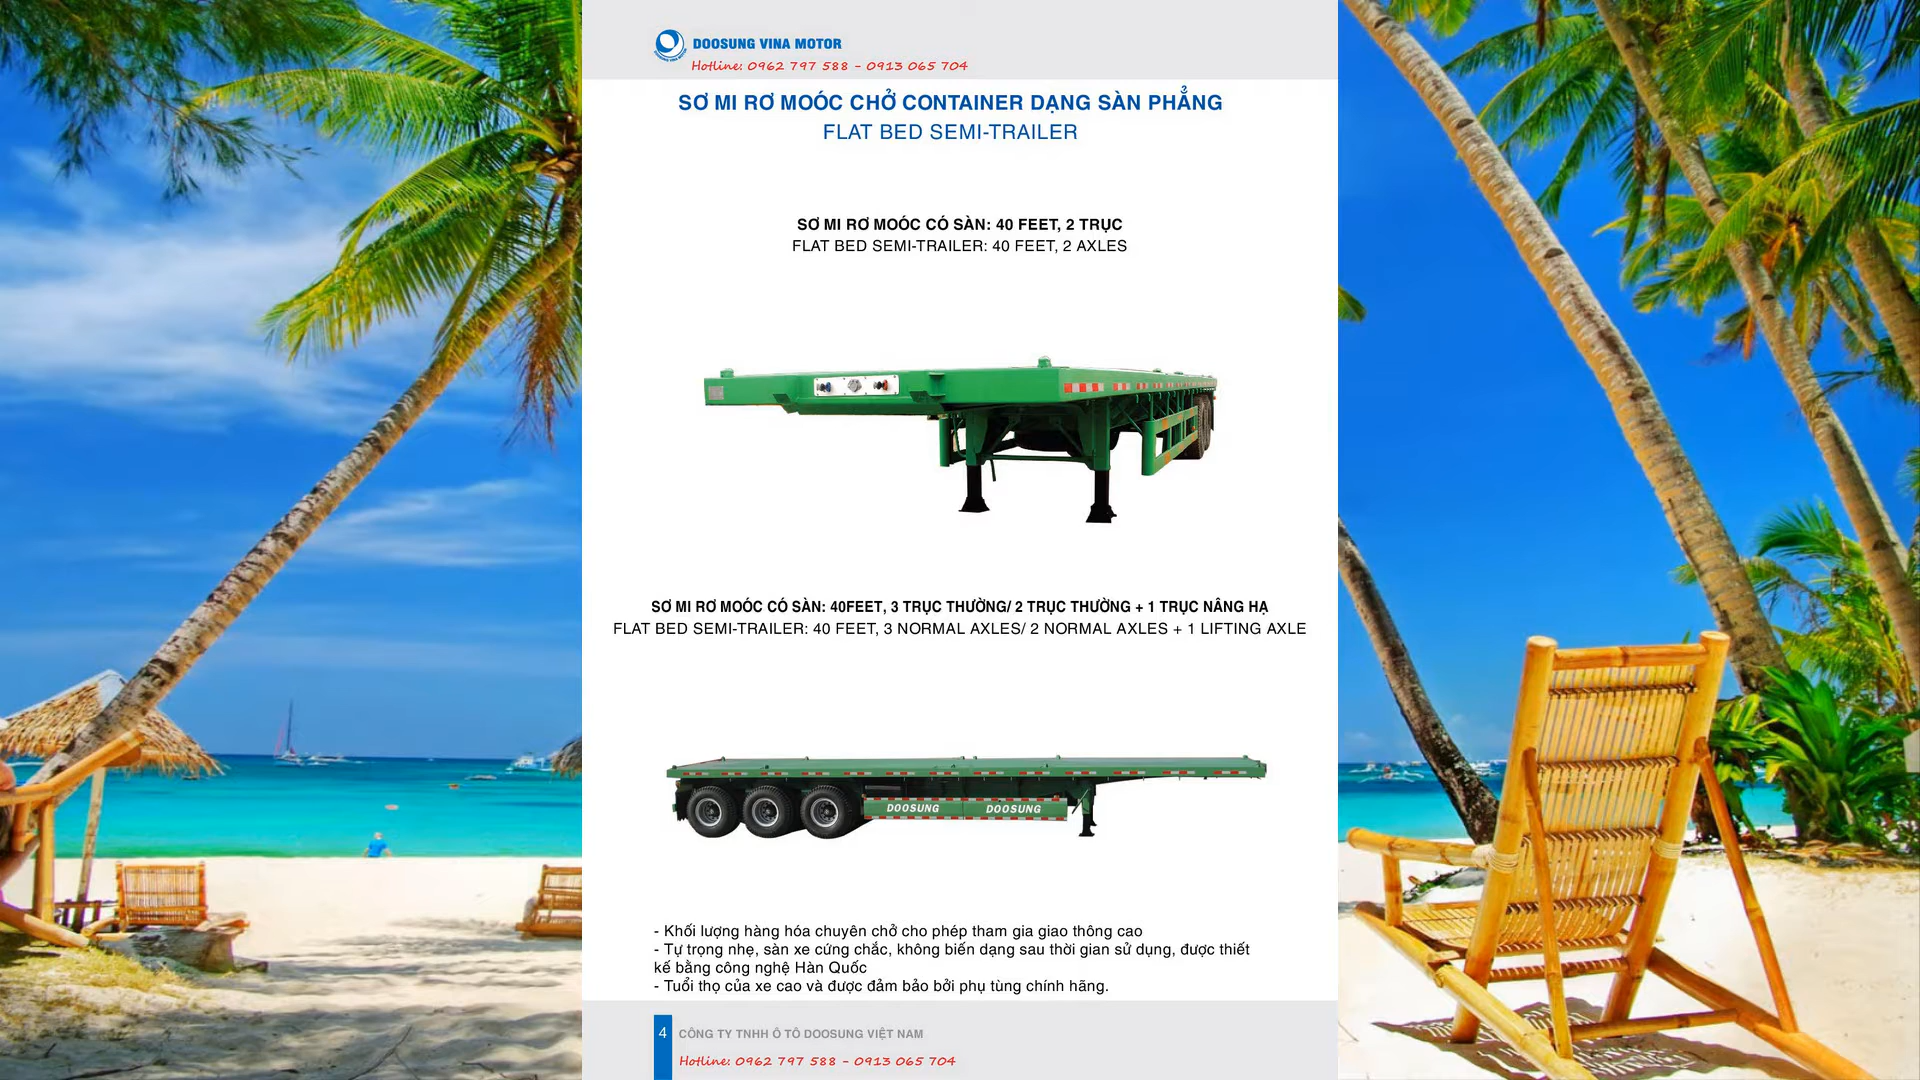 DOOSUNG VINA MOTOR
Hotline: 0962 797 588 - 0913 065 704
SƠ MI RƠ MOÓC CHỞ CONTAINER DẠNG SÀN PHẲNG
FLAT BED SEMI-TRAILER
SƠ MI RƠ MOÓC CÓ SÀN: 40 FEET, 2 TRỤC
FLAT BED SEMI-TRAILER: 40 FEET, 2 AXLES
SƠ MI RƠ MOÓC CÓ SÀN: 40FEET, 3 TRỤC THƯỜNG/ 2 TRỤC THƯỜNG + 1 TRỤC NÂNG HẠ
FLAT BED SEMI-TRAILER: 40 FEET, 3 NORMAL AXLES/ 2 NORMAL AXLES + 1 LIFTING AXLE
DOOSUNG DOOSUNG
- Khối lượng hàng hóa chuyên chở cho phép tham gia giao thông cao
- Tự trọng nhẹ, sàn xe cứng chắc, không biến dạng sau thời gian sử dụng, được thiết
kế bằng công nghệ Hàn Quốc
- Tuổi thọ của xe cao và được đảm bảo bởi phụ tùng chính hãng.
4 CÔNG TY TNHH Ô TÔ DOOSUNG VIỆT NAM
Hotline: 0962 797 588 - 0913 065 704